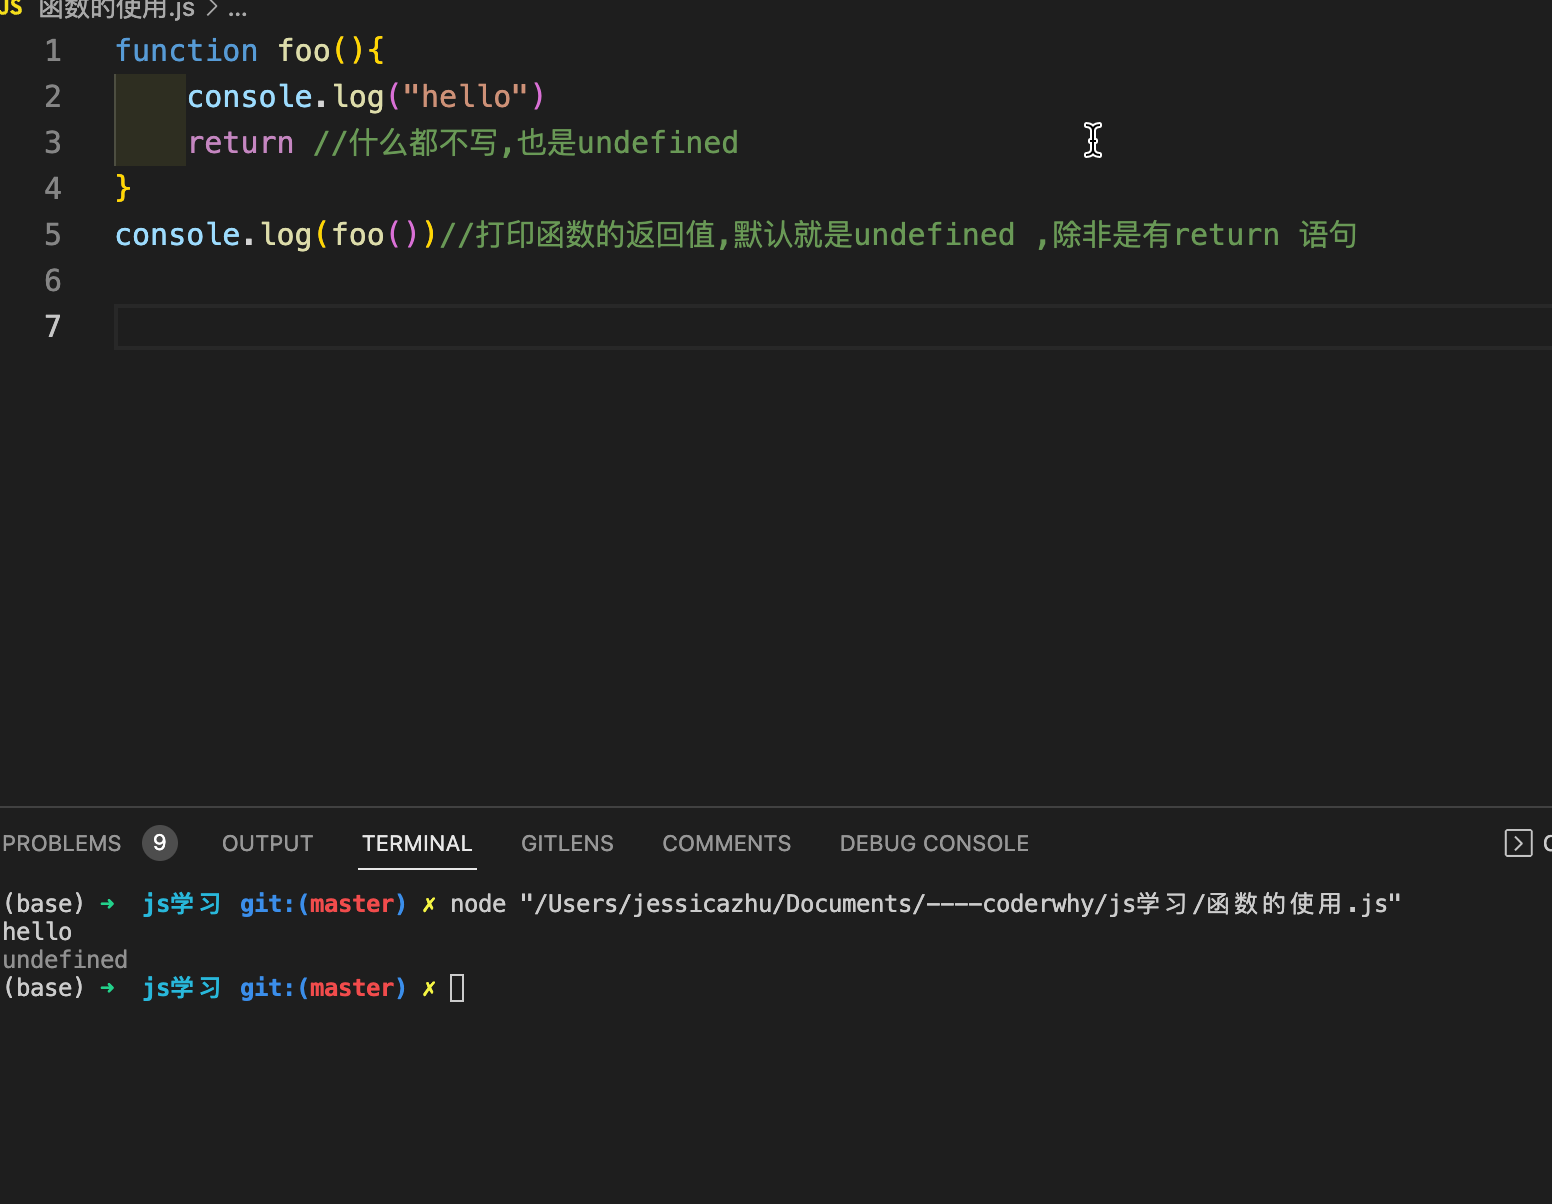 JS 函数的使用.js > ...
1 function foo(){
2 console.log("hello")
3 return //什么都不写,也是undefined
4 }
5 console.log(foo())//打印函数的返回值,默认就是undefined ,除非是有return 语句
6
7
PROBLEMS 9 OUTPUT TERMINAL GITLENS COMMENTS DEBUG CONSOLE
(base) ➜ js学习 git:(master) ✗ node "/Users/jessicazhu/Documents/----coderwhy/js学习/函数的使用.js"
hello
undefined
(base) ➜ js学习 git:(master) ✗